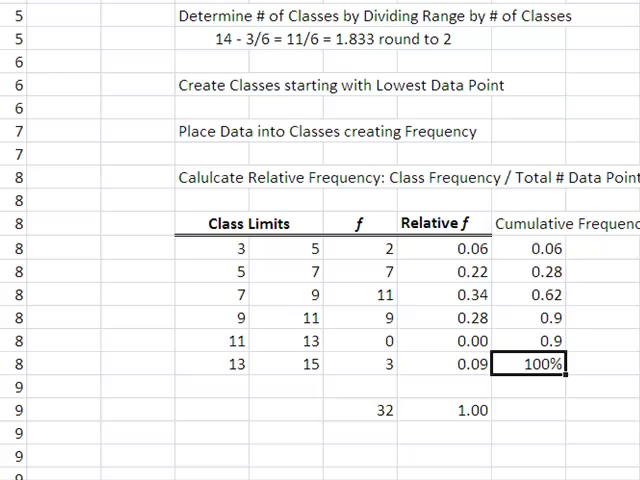 5 Determine # of Classes by Dividing Range by # of Classes
5 14 - 3/6 = 11/6 = 1.833 round to 2
6
6 Create Classes starting with Lowest Data Point
6
7 Place Data into Classes creating Frequency
7
8 Calulcate Relative Frequency: Class Frequency / Total # Data Point
8
8 Class Limits f Relative f Cumulative Frequenc
8 3 5 2 0.06 0.06
8 5 7 7 0.22 0.28
8 7 9 11 0.34 0.62
8 9 11 9 0.28 0.9
8 11 13 0 0.00 0.9
8 13 15 3 0.09 100%
9
9 32 1.00
9
9